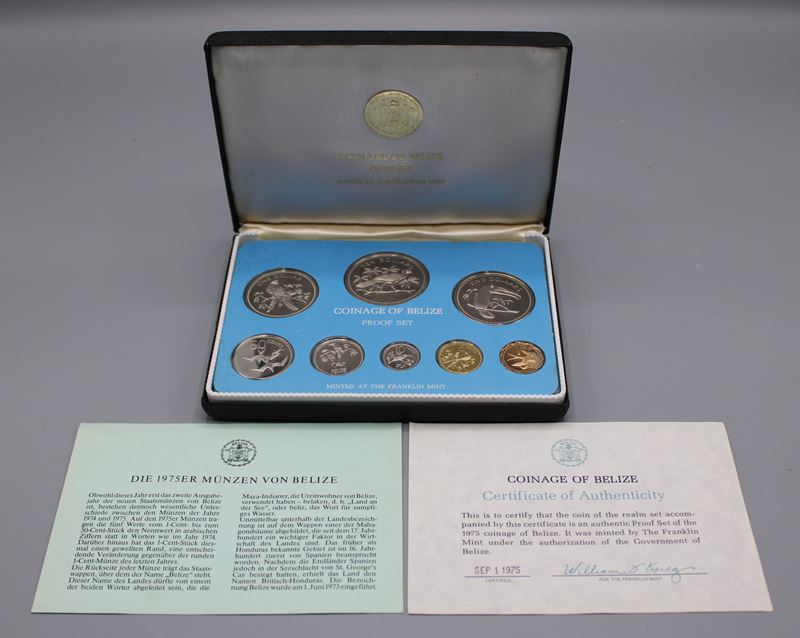 COINAGE OF BELIZE
PROOF SET
MINTED AT THE FRANKLIN MINT
ONE DOLLAR
TEN DOLLARS
FIVE DOLLARS
COINAGE OF BELIZE
PROOF SET
50 CENTS
10
MINTED AT THE FRANKLIN MINT
DIE 1975ER MÜNZEN VON BELIZE
Obwohl dieses Jahr erst das zweite Ausgabe-
jahr der neuen Staatsmünzen von Belize
ist, bestehen dennoch wesentliche Unter-
schiede zwischen den Münzen der Jahre
1974 und 1975. Auf den 1975er Münzen tra-
gen die fünf Werte vom 1-Cent- bis zum
50-Cent-Stück den Nennwert in arabischen
Ziffern statt in Worten wie im Jahr 1974.
Darüber hinaus hat das 1-Cent-Stück dies-
mal einen gewellten Rand, eine entschei-
dende Veränderung gegenüber der runden
1-Cent-Münze des letzten Jahres.
Die Rückseite jeder Münze trägt das Staats-
wappen, über dem der Name „Belize" steht.
Dieser Name des Landes dürfte von einem
der beiden Wörter abgeleitet sein, die die
Maya-Indianer, die Ureinwohner von Belize,
verwendet haben – belaken, d. h. „Land an
der See", oder beliz, das Wort für sumpfi-
ges Wasser.
Unmittelbar unterhalb der Landesbezeich-
nung ist auf dem Wappen einer der Maha-
gonibäume abgebildet, die seit dem 17. Jahr-
hundert ein wichtiger Faktor in der Wirt-
schaft des Landes sind. Das früher als
Honduras bekannte Gebiet ist im 16. Jahr-
hundert zuerst von Spanien beansprucht
worden. Nachdem die Engländer Spanien
jedoch in der Seeschlacht von St. George's
Cay besiegt hatten, erhielt das Land den
Namen Britisch-Honduras. Die Bezeich-
nung Belize wurde am 1. Juni 1973 eingeführt.
COINAGE OF BELIZE
Certificate of Authenticity
This is to certify that the coin of the realm set accom-
panied by this certificate is an authentic Proof Set of the
1975 coinage of Belize. It was minted by The Franklin
Mint under the authorization of the Government of
Belize.
SEP 1 1975
CERTIFIED
FOR THE FRANKLIN MINT